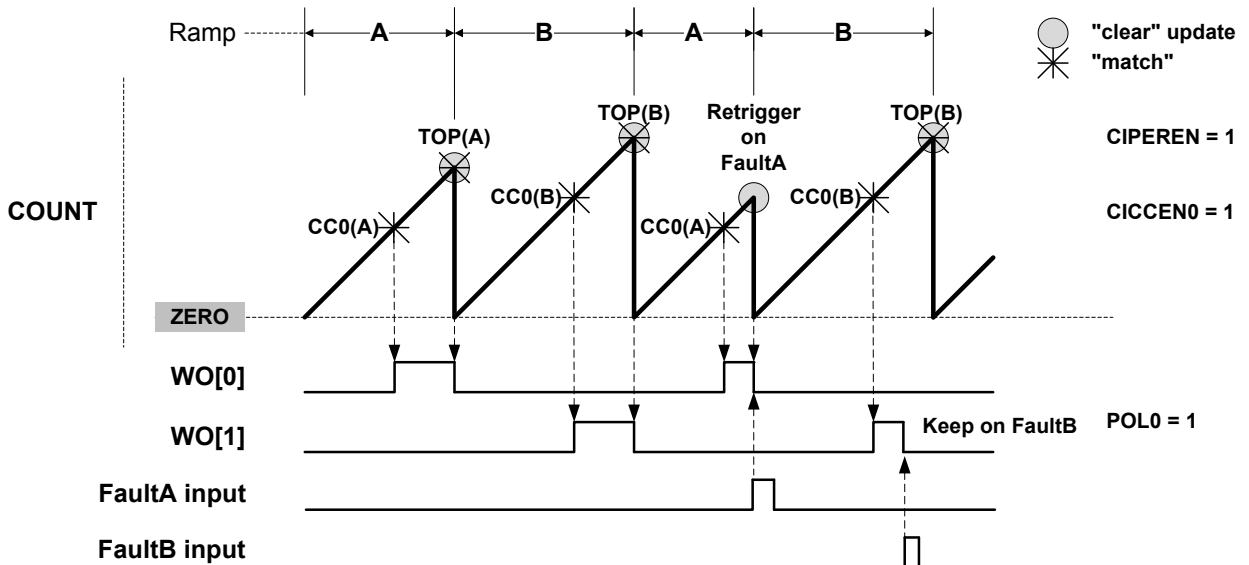 Ramp
A
B
A
B
"clear" update
"match"
TOP(A)
TOP(B)
Retrigger
on
FaultA
TOP(B)
CIPEREN = 1
COUNT
CC0(A)
CC0(B)
CC0(A)
CC0(B)
CICCEN0 = 1
ZERO
WO[0]
WO[1]
Keep on FaultB
POL0 = 1
FaultA input
FaultB input